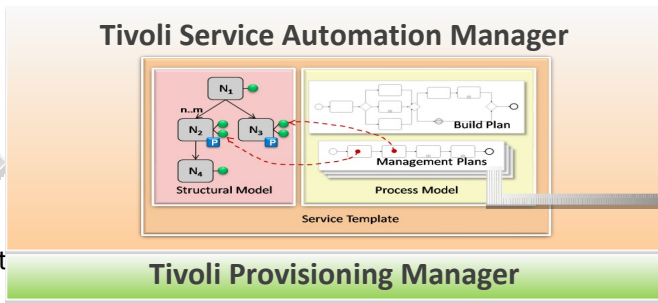 Tivoli Service Automation Manager
N1
n..m
N2
N3
P
P
N4
Structural Model
Build Plan
Management Plans
Process Model
Service Template
t
Tivoli Provisioning Manager